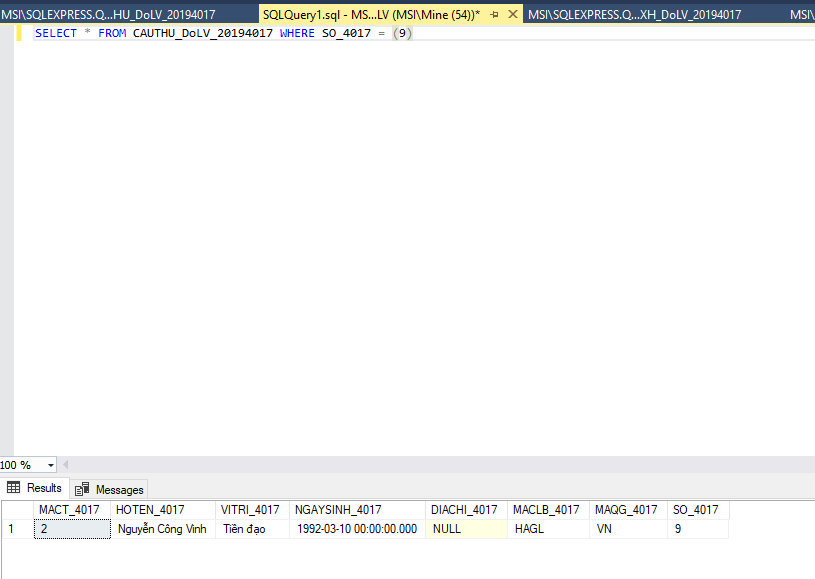 MSI\SQLEXPRESS.Q...HU_DoLV_20194017 SQLQuery1.sql - MS...LV (MSI\Mine (54))* MSI\SQLEXPRESS.Q...XH_DoLV_20194017 MSI\
SELECT * FROM CAUTHU_DoLV_20194017 WHERE SO_4017 = (9)
100 %
Results Messages
MACT_4017 HOTEN_4017 VITRI_4017 NGAYSINH_4017 DIACHI_4017 MACLB_4017 MAQG_4017 SO_4017
1 2 Nguyễn Công Vinh Tiền đạo 1992-03-10 00:00:00.000 NULL HAGL VN 9